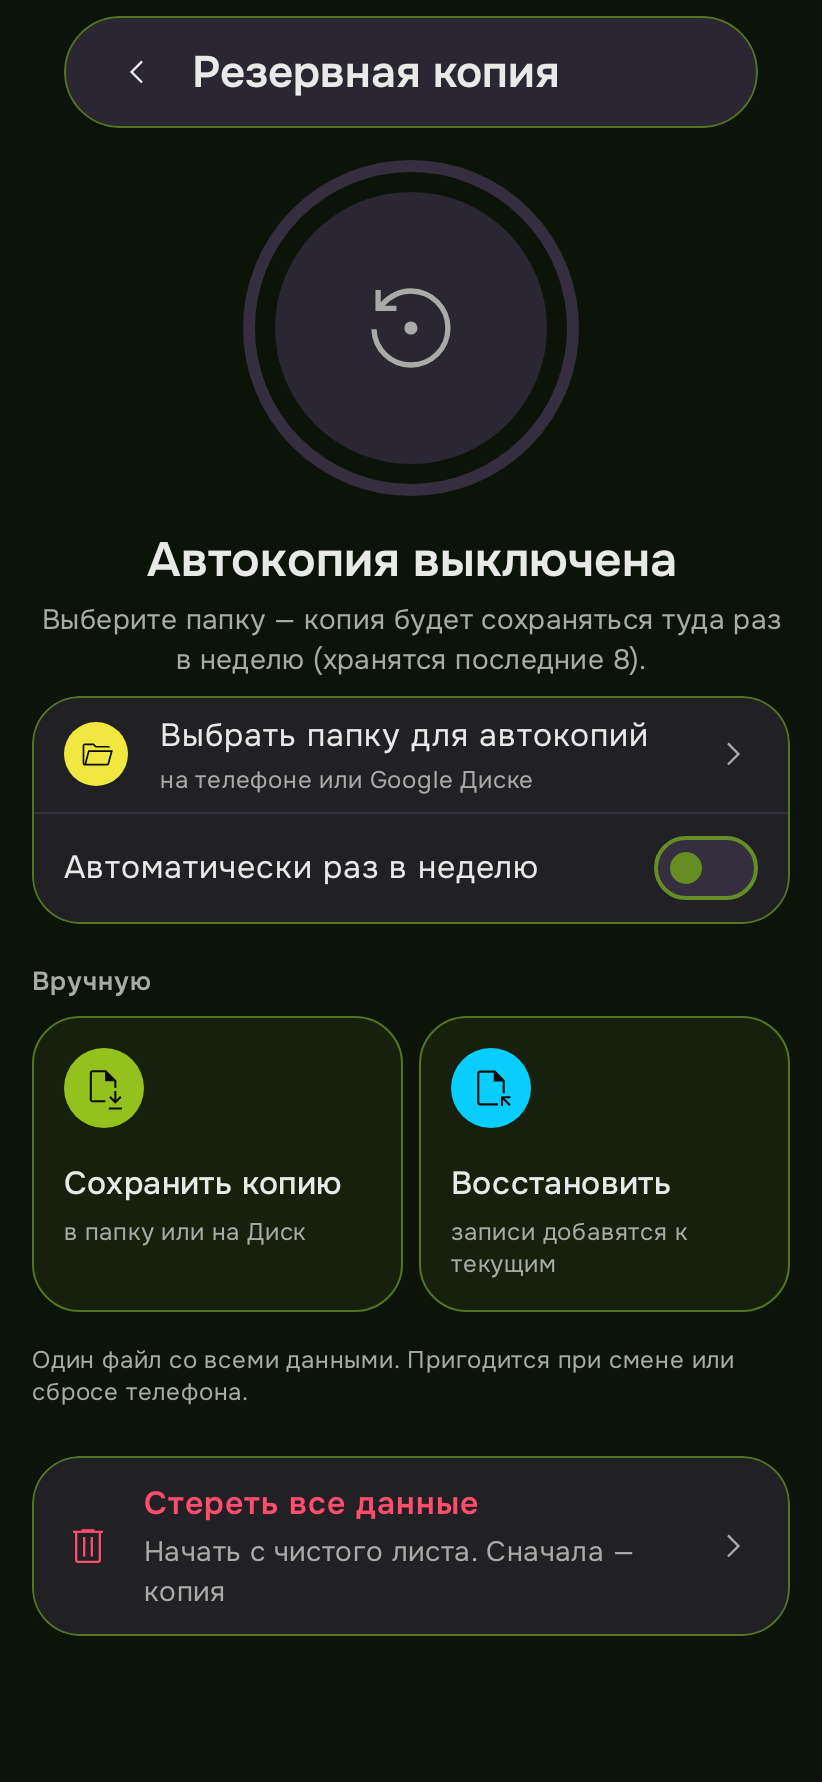 Резервная копия
Автокопия выключена
Выберите папку — копия будет сохраняться туда раз
в неделю (хранятся последние 8).
Выбрать папку для автокопий
на телефоне или Google Диске
Автоматически раз в неделю
Вручную
Сохранить копию
в папку или на Диск
Восстановить
записи добавятся к
текущим
Один файл со всеми данными. Пригодится при смене или
сбросе телефона.
Стереть все данные
Начать с чистого листа. Сначала —
копия